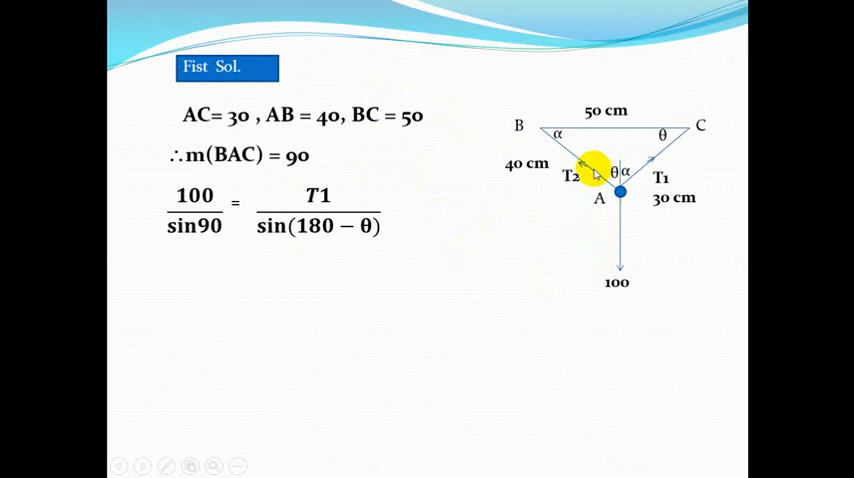 Fist Sol.
AC= 30 , AB = 40, BC = 50
∴m(BAC) = 90
100 / sin90 = T1 / sin(180 − θ)
50 cm
B α θ C
40 cm
T2 θ α T1
A 30 cm
100